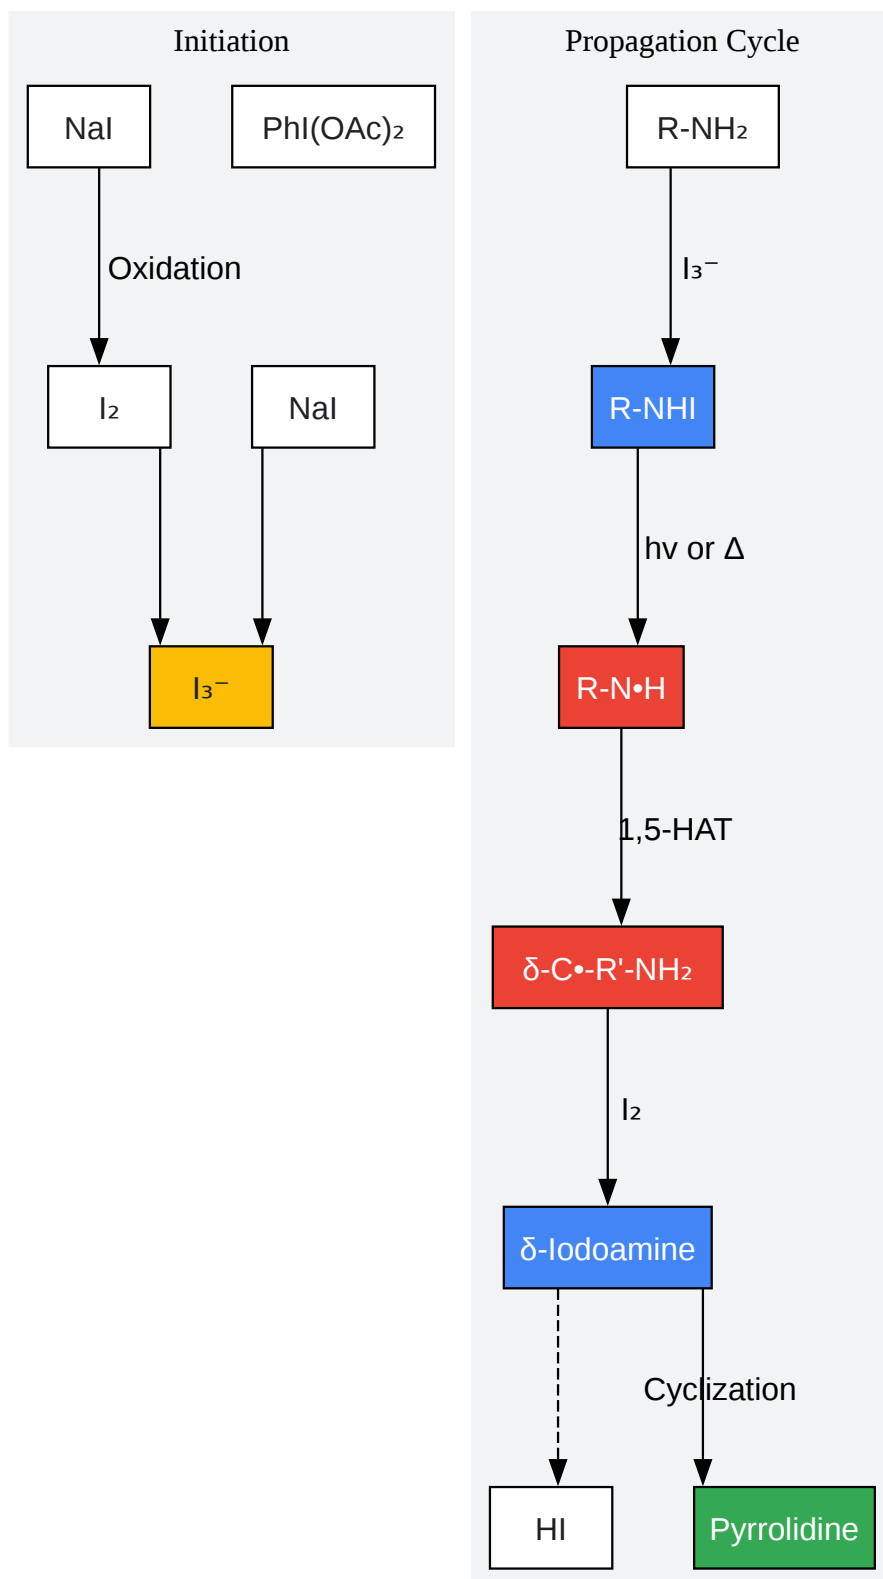 Initiation
NaI
PhI(OAc)₂
Oxidation
I₂
NaI
I₃⁻
Propagation Cycle
R-NH₂
I₃⁻
R-NHI
hν or Δ
R-N•H
1,5-HAT
δ-C•-R'-NH₂
I₂
δ-Iodoamine
Cyclization
HI
Pyrrolidine